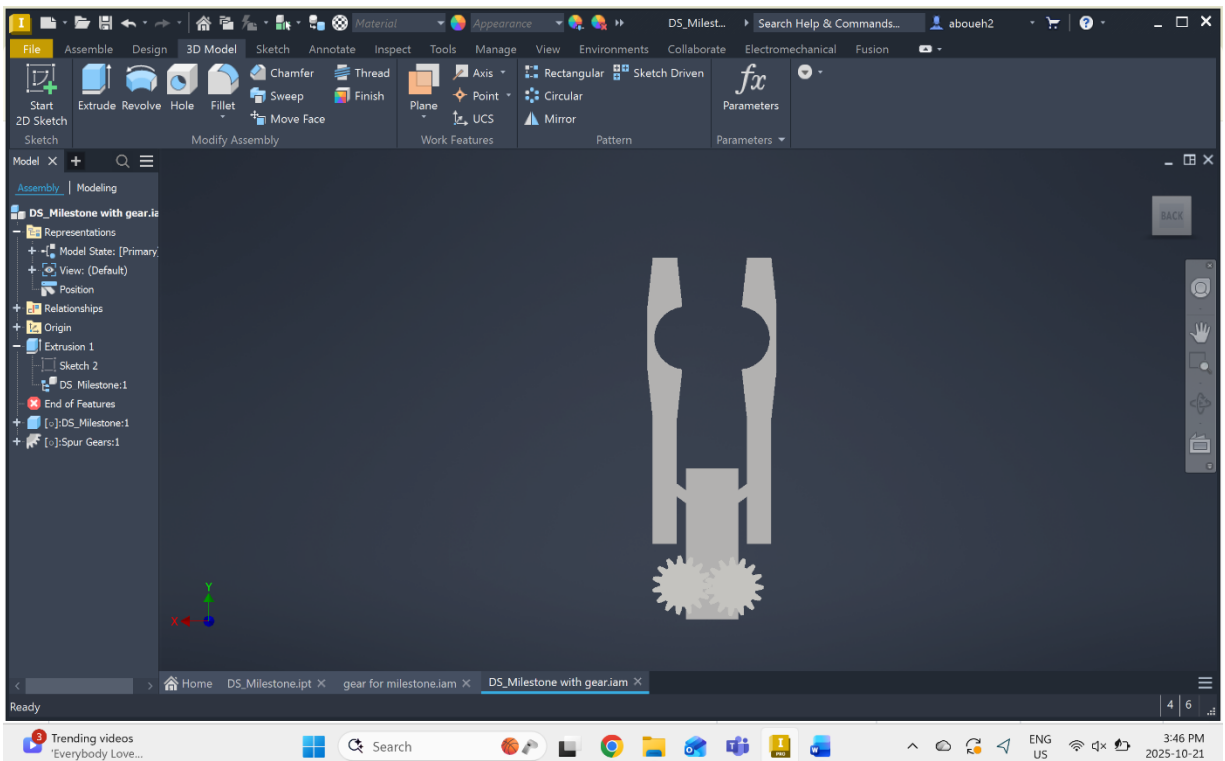 Material Appearance DS_Milest... Search Help & Commands... aboueh2
File Assemble Design 3D Model Sketch Annotate Inspect Tools Manage View Environments Collaborate Electromechanical Fusion
Start 2D Sketch
Extrude Revolve Hole Fillet
Chamfer Thread
Sweep Finish
Move Face
Plane
Axis
Point
UCS
Rectangular Sketch Driven
Circular
Mirror
fx
Parameters
Sketch Modify Assembly Work Features Pattern Parameters
Model
Assembly Modeling
DS_Milestone with gear.ia
Representations
Model State: [Primary]
View: (Default)
Position
Relationships
Origin
Extrusion 1
Sketch 2
DS_Milestone:1
End of Features
[o]:DS_Milestone:1
[o]:Spur Gears:1
BACK
Y
X
Home DS_Milestone.ipt gear for milestone.iam DS_Milestone with gear.iam
Ready 4 6
3
Trending videos
'Everybody Love...
Search
I
PRO
ENG
US
3:46 PM
2025-10-21